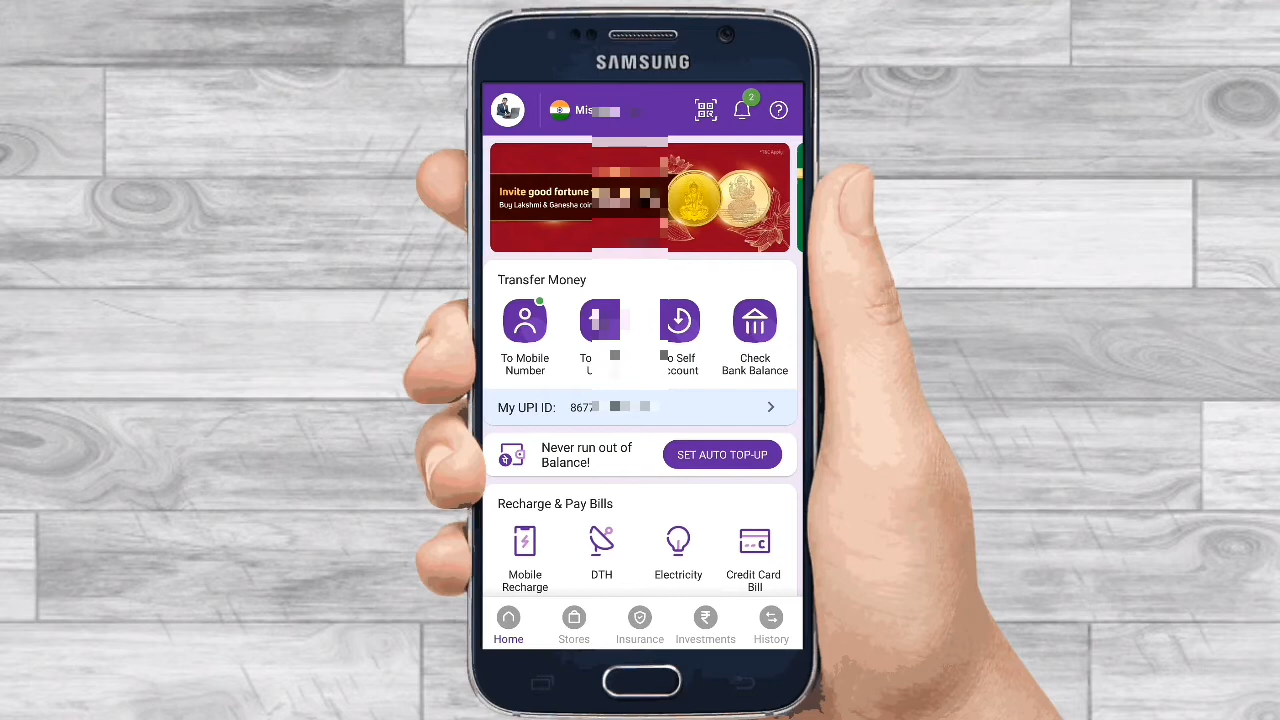 SAMSUNG
2
*T&C Apply
Invite good fortune
Buy Lakshmi & Ganesha coin
Transfer Money
To Mobile
Number
To
Check
Bank Balance
Self
My UPI ID: 867
Never run out of
Balance!
SET AUTO TOP-UP
Recharge & Pay Bills
Mobile
Recharge
DTH
Electricity
Credit Card
Bill
Home
Stores
Insurance
Investments
History